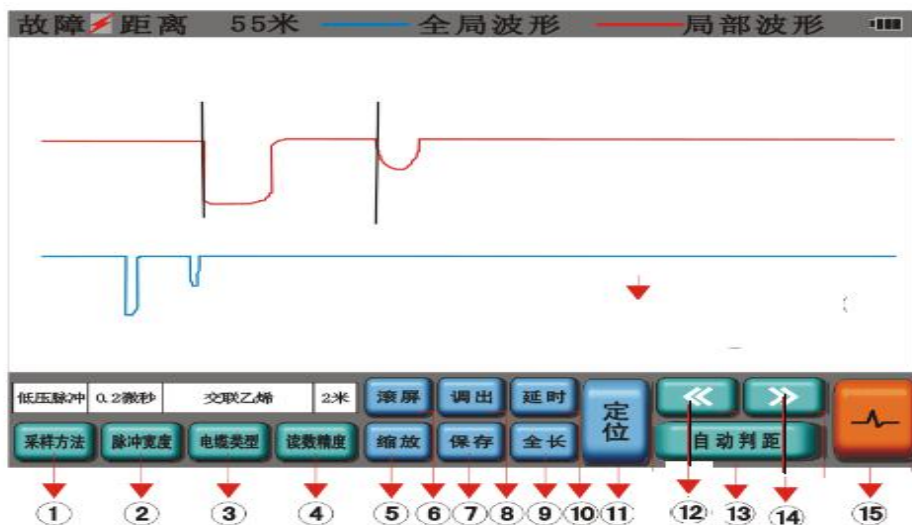 故障 距离 55米 全局波形 局部波形
低压脉冲 0.2微秒 交联乙烯 2米 滚屏 调出 延时 定位 《 》
采样方法 脉冲宽度 电缆类型 读数精度 缩放 保存 全长 自动判距
① ② ③ ④ ⑤ ⑥ ⑦ ⑧ ⑨ ⑩ ⑪ ⑫ ⑬ ⑭ ⑮